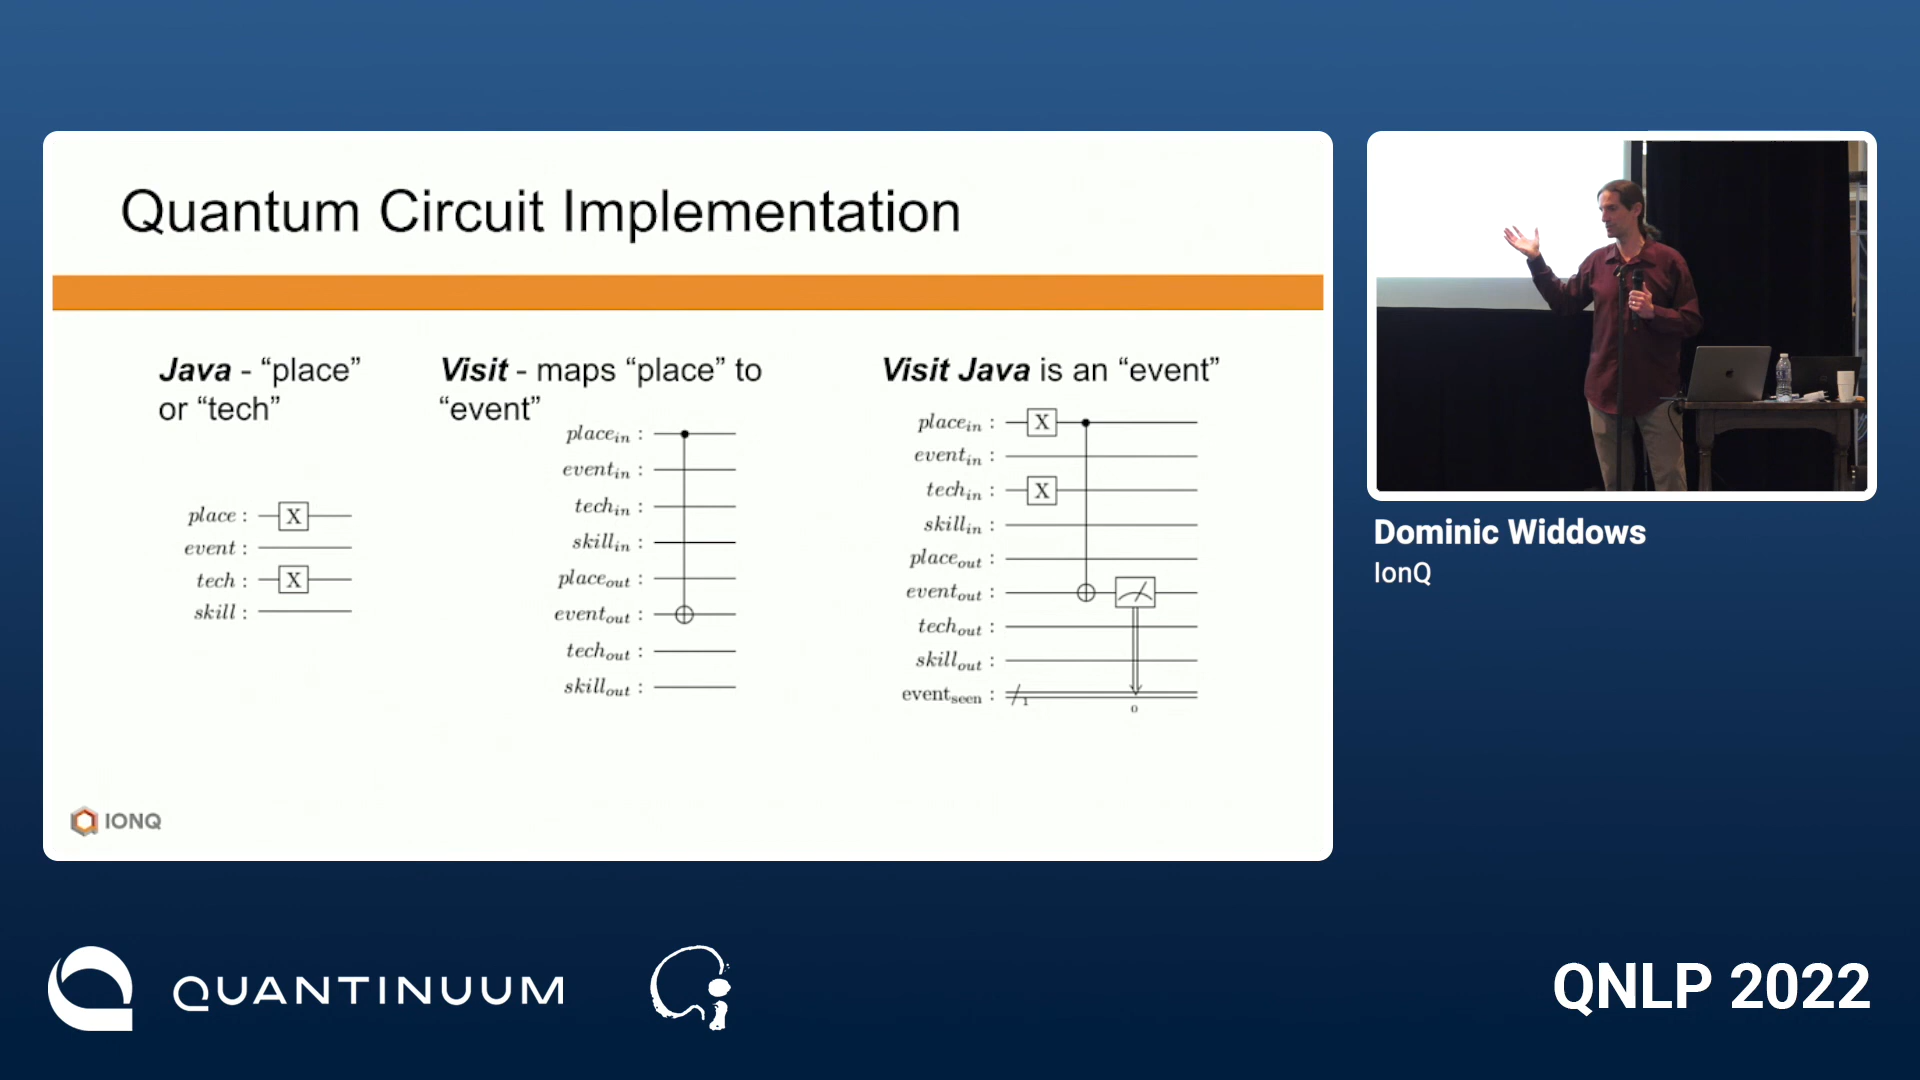 Quantum Circuit Implementation
Java - “place”
or “tech”
place :
X
event :
tech :
X
skill :
Visit - maps “place” to
“event”
place_in :
event_in :
tech_in :
skill_in :
place_out :
event_out :
tech_out :
skill_out :
Visit Java is an “event”
place_in :
X
event_in :
tech_in :
X
skill_in :
place_out :
event_out :
tech_out :
skill_out :
event_seen :
1
0
IONQ
Dominic Widdows
IonQ
QUANTINUUM
QNLP 2022